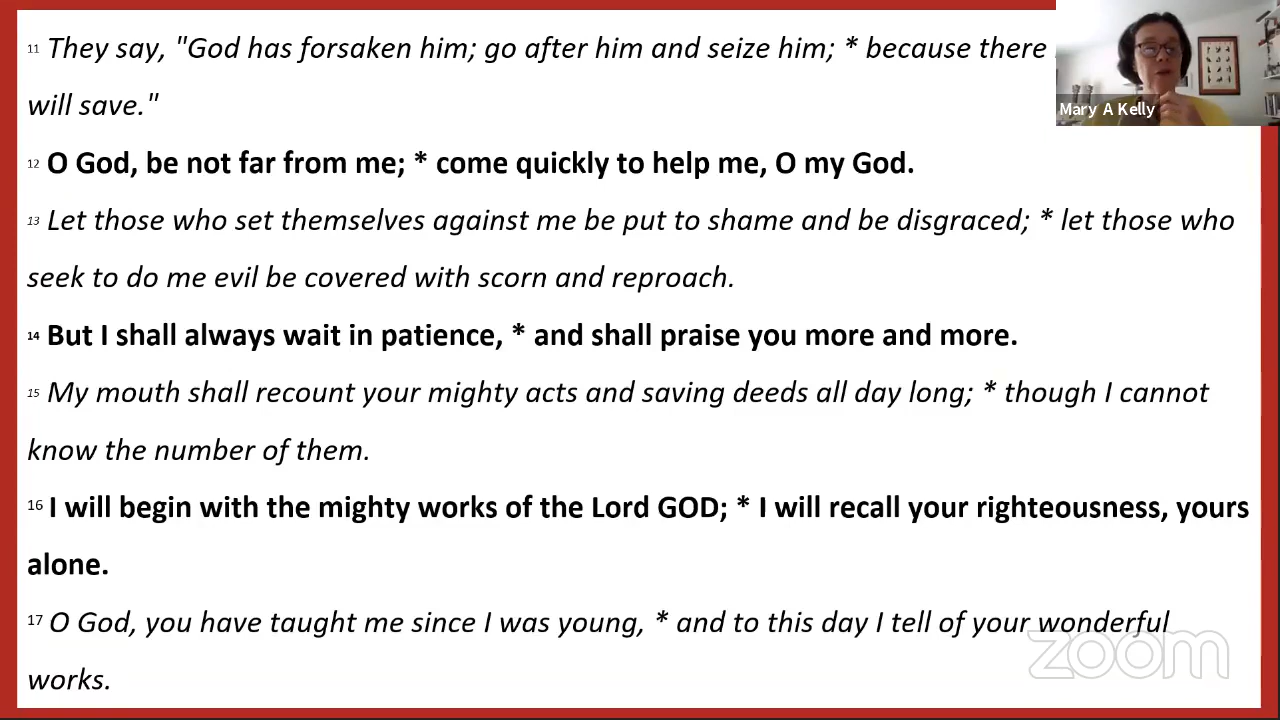 11 They say, "God has forsaken him; go after him and seize him; * because there
will save."
12 O God, be not far from me; * come quickly to help me, O my God.
13 Let those who set themselves against me be put to shame and be disgraced; * let those who
seek to do me evil be covered with scorn and reproach.
14 But I shall always wait in patience, * and shall praise you more and more.
15 My mouth shall recount your mighty acts and saving deeds all day long; * though I cannot
know the number of them.
16 I will begin with the mighty works of the Lord GOD; * I will recall your righteousness, yours
alone.
17 O God, you have taught me since I was young, * and to this day I tell of your wonderful
works.
Mary A Kelly
zoom